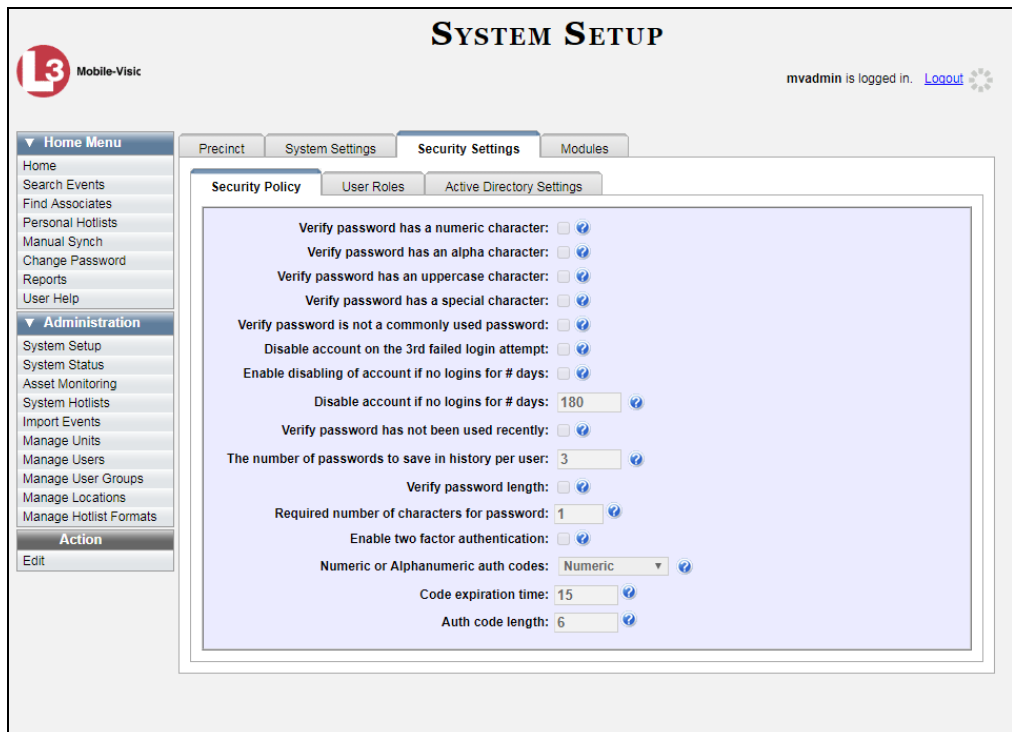 SYSTEM SETUP
L3 Mobile-Visic
mvadmin is logged in. Logout
▼ Home Menu
Home
Search Events
Find Associates
Personal Hotlists
Manual Synch
Change Password
Reports
User Help
▼ Administration
System Setup
System Status
Asset Monitoring
System Hotlists
Import Events
Manage Units
Manage Users
Manage User Groups
Manage Locations
Manage Hotlist Formats
Action
Edit
Precinct System Settings Security Settings Modules
Security Policy User Roles Active Directory Settings
Verify password has a numeric character: ?
Verify password has an alpha character: ?
Verify password has an uppercase character: ?
Verify password has a special character: ?
Verify password is not a commonly used password: ?
Disable account on the 3rd failed login attempt: ?
Enable disabling of account if no logins for # days: ?
Disable account if no logins for # days: 180 ?
Verify password has not been used recently: ?
The number of passwords to save in history per user: 3 ?
Verify password length: ?
Required number of characters for password: 1 ?
Enable two factor authentication: ?
Numeric or Alphanumeric auth codes: Numeric ▼ ?
Code expiration time: 15 ?
Auth code length: 6 ?